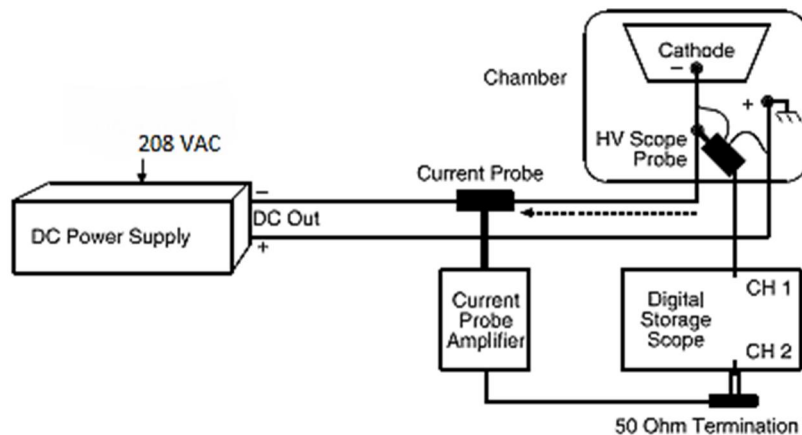 Cathode
−
Chamber
+
208 VAC
HV Scope
Probe
Current Probe
−
DC Out
DC Power Supply
+
CH 1
Current
Probe
Amplifier
Digital
Storage
Scope
CH 2
50 Ohm Termination